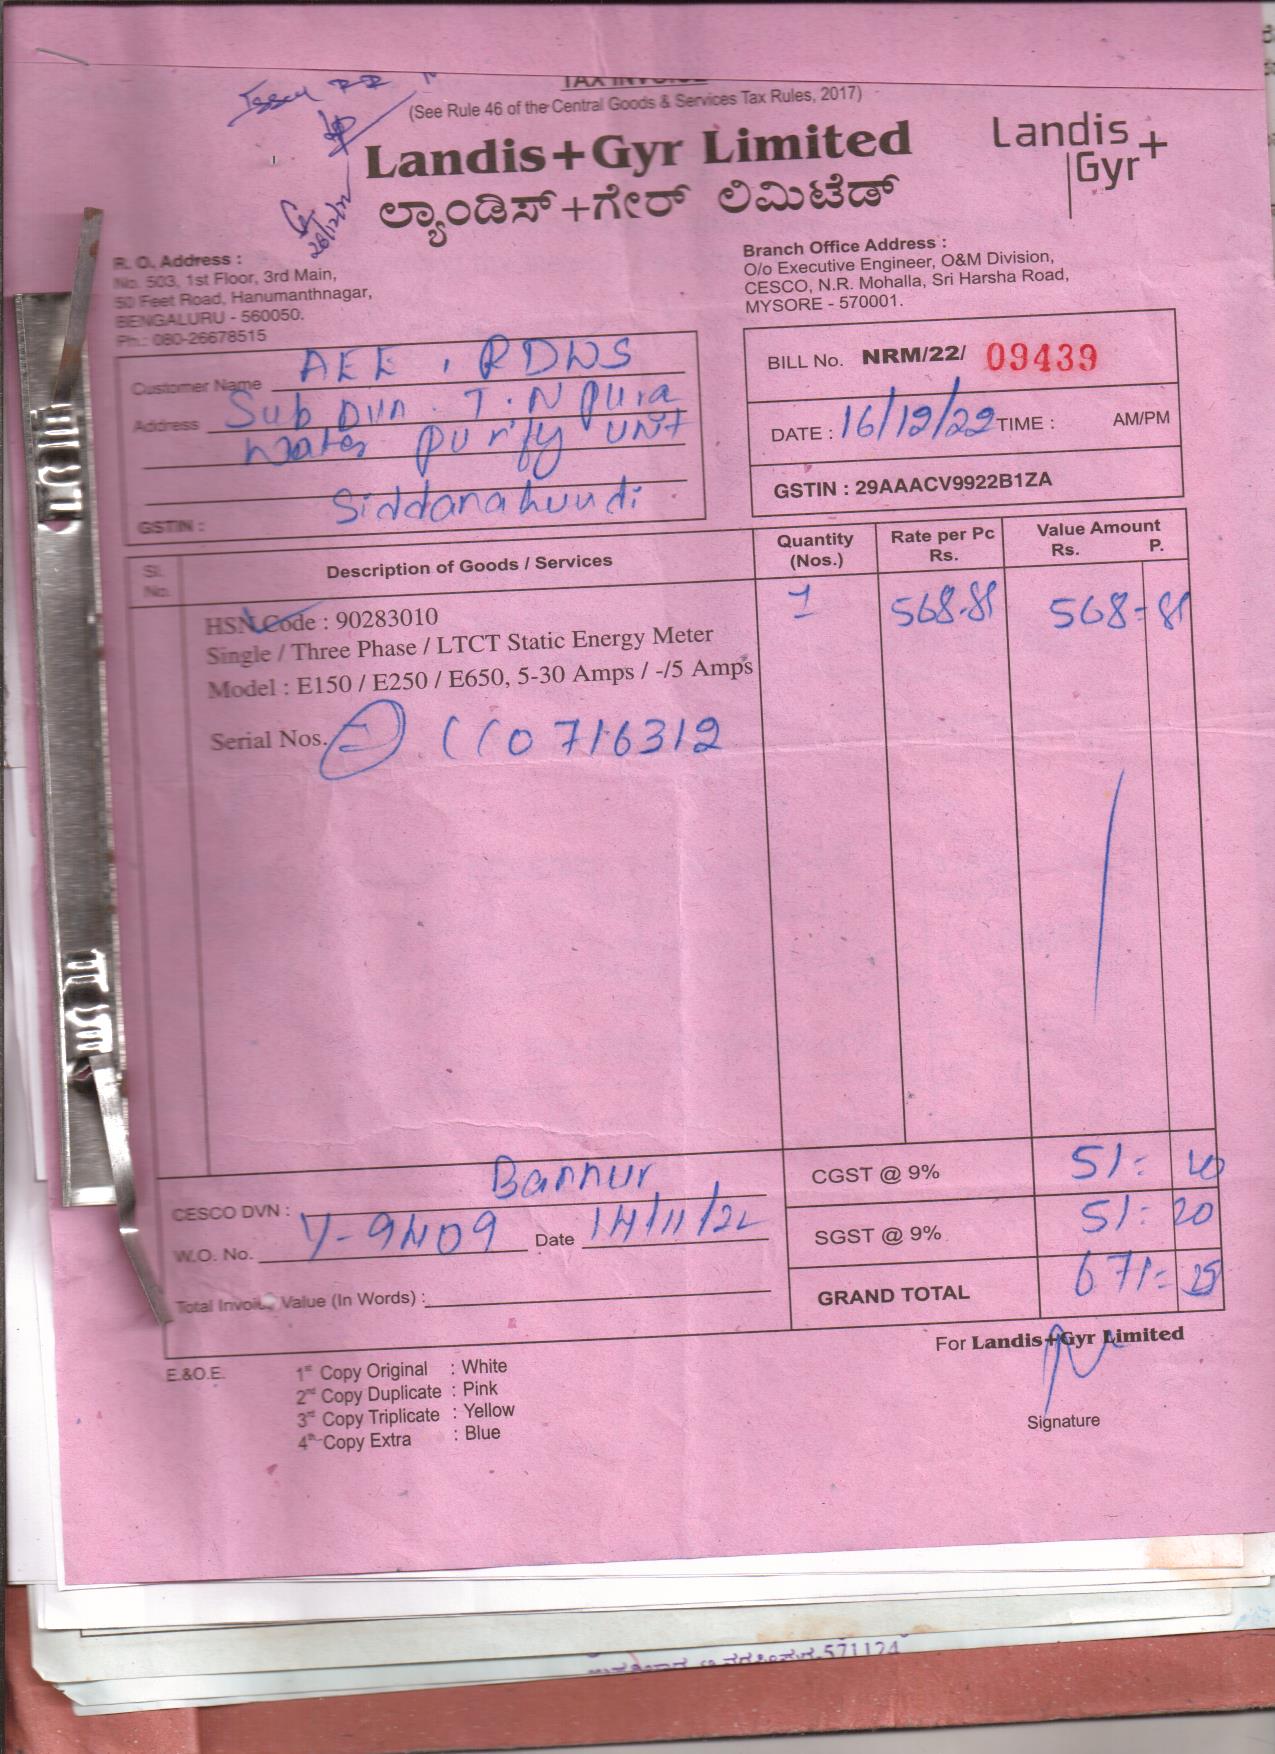 TAX INVOICE
(See Rule 46 of the Central Goods & Services Tax Rules, 2017)
Landis+Gyr Limited
ಲ್ಯಾಂಡಿಸ್+ಗೇರ್ ಲಿಮಿಟೆಡ್
Landis
Gyr+
26/12/22
R. O. Address :
No. 503, 1st Floor, 3rd Main,
50 Feet Road, Hanumanthnagar,
BENGALURU - 560050.
Ph.: 080-26678515
Branch Office Address :
O/o Executive Engineer, O&M Division,
CESCO, N.R. Mohalla, Sri Harsha Road,
MYSORE - 570001.
Customer Name AEE , RDWS
Address Sub Dvn . T.N Pura
Water purify unit
Siddanahundi
GSTIN :
BILL No. NRM/22/ 09439
DATE : 16/12/22 TIME : AM/PM
GSTIN : 29AAACV9922B1ZA
Sl. No. Description of Goods / Services Quantity (Nos.) Rate per Pc Rs. Value Amount Rs. P.
HSN Code : 90283010 1 568-81 568=81
Single / Three Phase / LTCT Static Energy Meter
Model : E150 / E250 / E650, 5-30 Amps / -/5 Amps
Serial Nos. 110716312
CGST @ 9% 51= 20
SGST @ 9% 51= 20
GRAND TOTAL 671=
CESCO DVN : Bannur
W.O. No. Y-9409 Date 14/11/22
Total Invoice Value (In Words) :
For Landis+Gyr Limited
Signature
E.&O.E.
1st Copy Original : White
2nd Copy Duplicate : Pink
3rd Copy Triplicate : Yellow
4th Copy Extra : Blue
571124